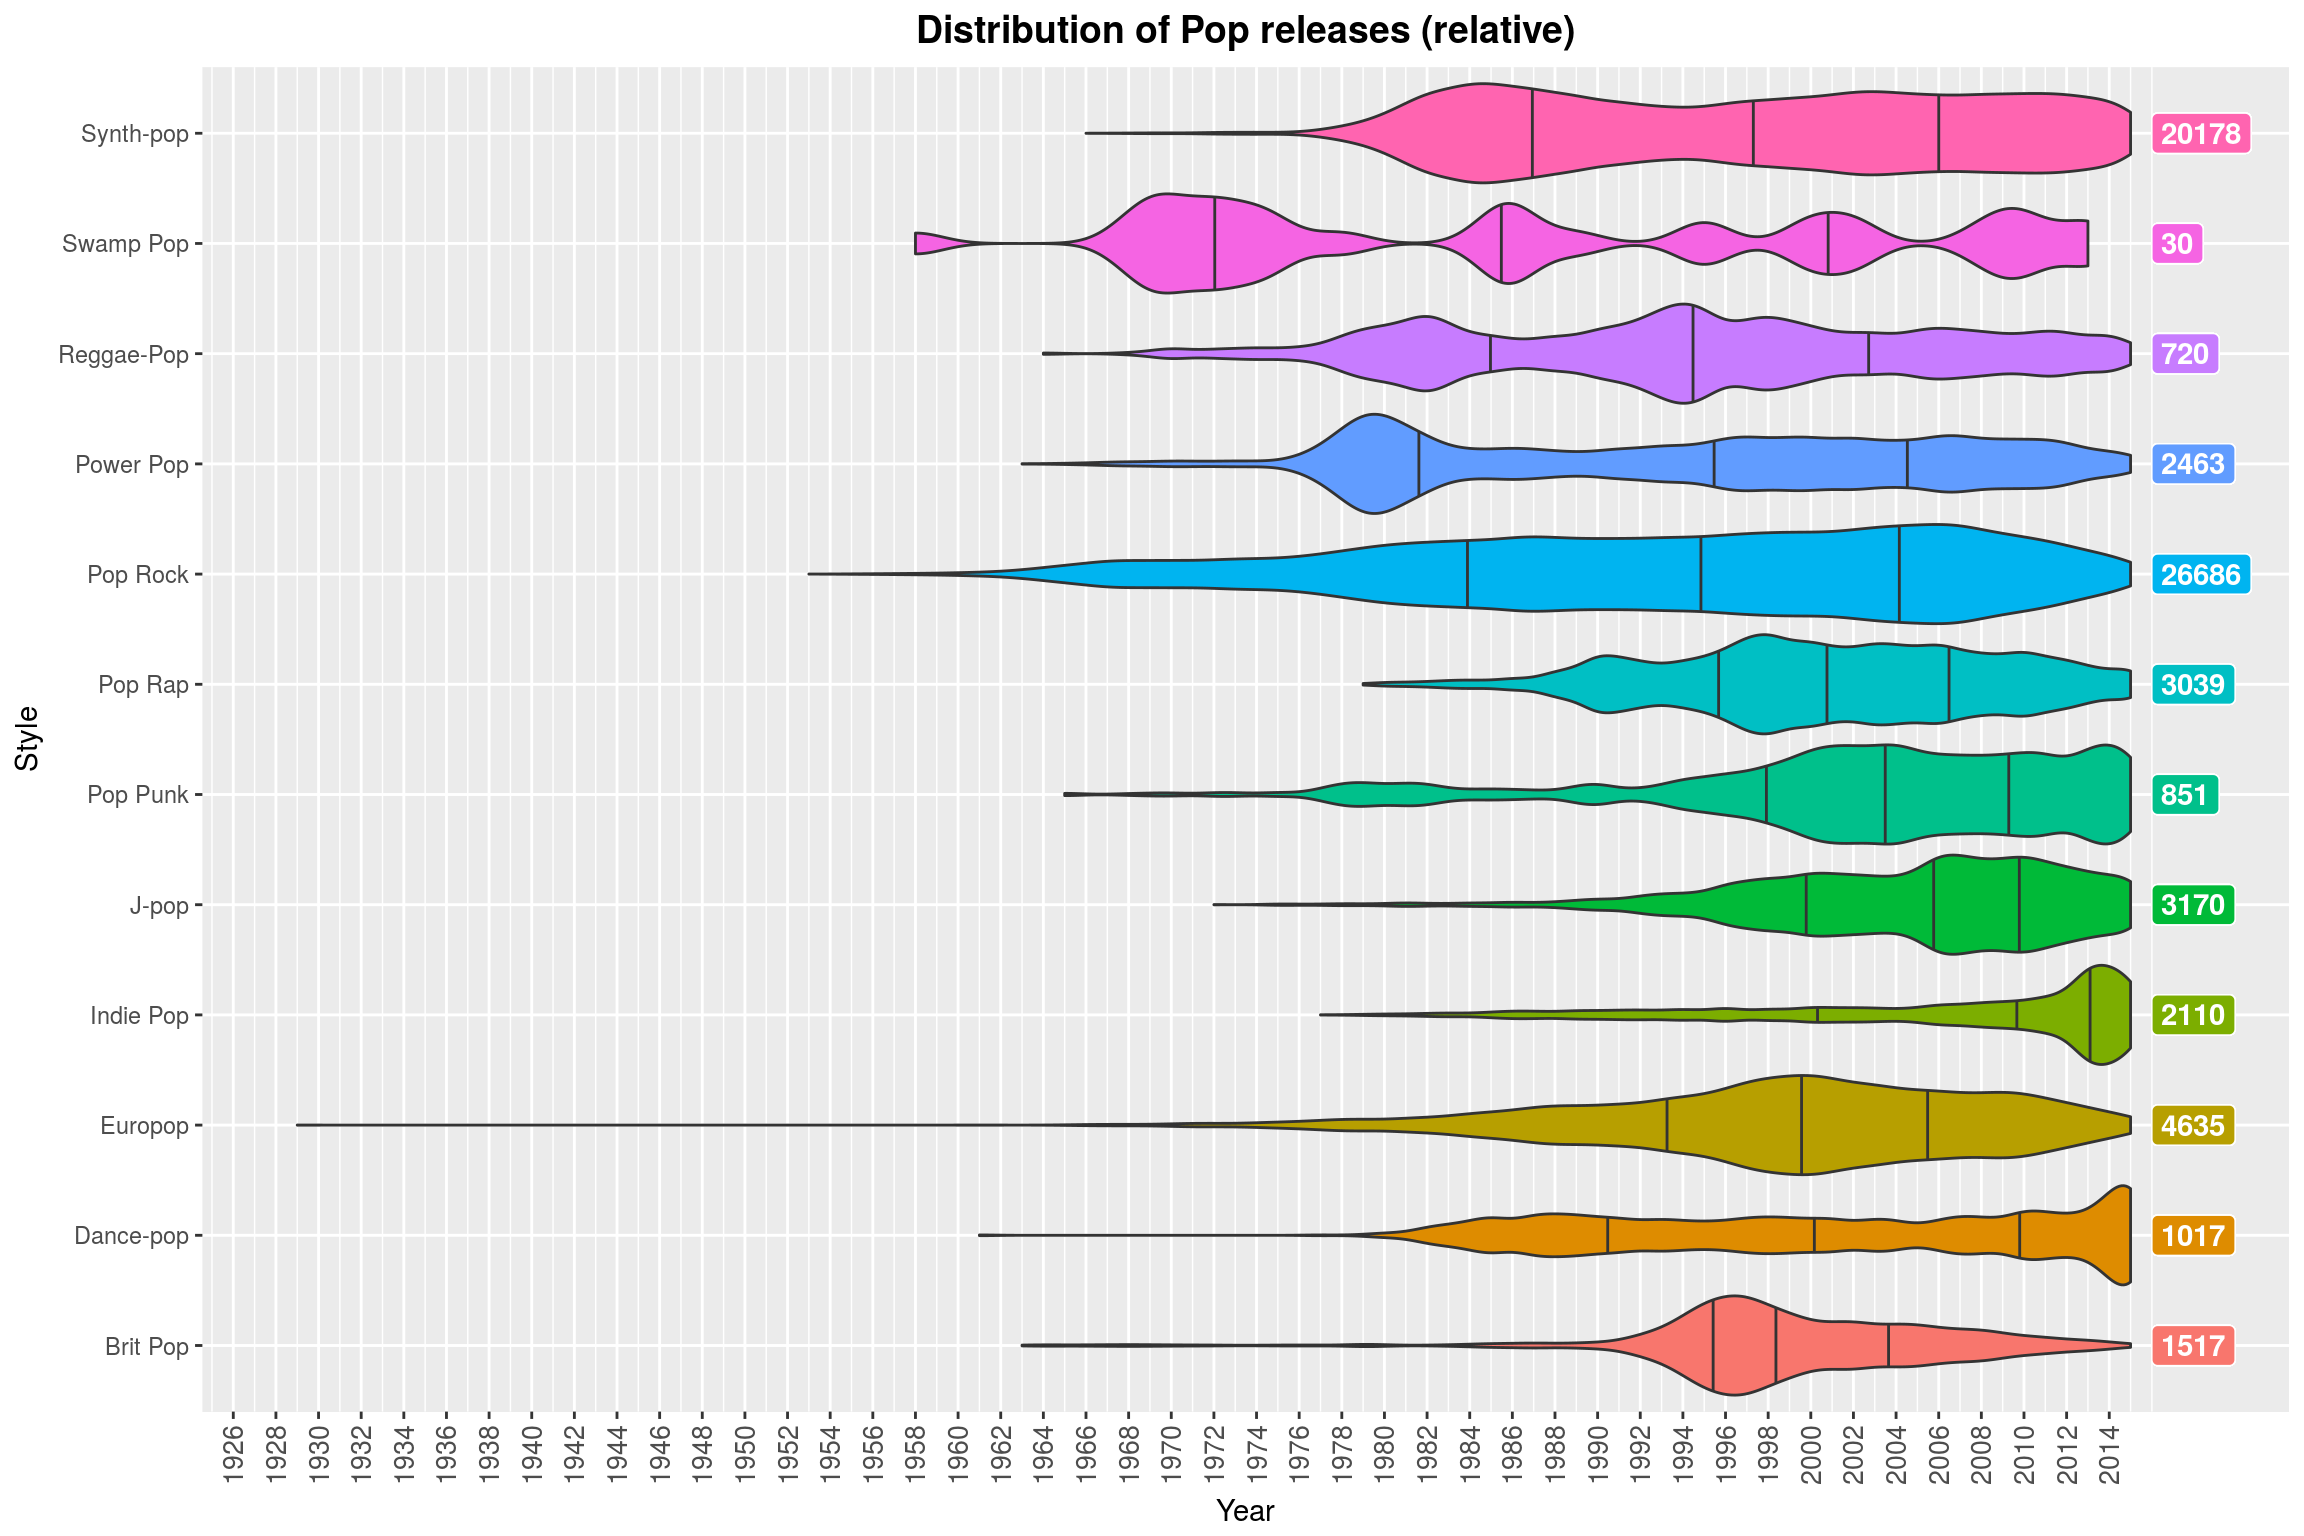 Distribution of Pop releases (relative)
Style
Synth-pop 20178
Swamp Pop 30
Reggae-Pop 720
Power Pop 2463
Pop Rock 26686
Pop Rap 3039
Pop Punk 851
J-pop 3170
Indie Pop 2110
Europop 4635
Dance-pop 1017
Brit Pop 1517
1926 1928 1930 1932 1934 1936 1938 1940 1942 1944 1946 1948 1950 1952 1954 1956 1958 1960 1962 1964 1966 1968 1970 1972 1974 1976 1978 1980 1982 1984 1986 1988 1990 1992 1994 1996 1998 2000 2002 2004 2006 2008 2010 2012 2014
Year